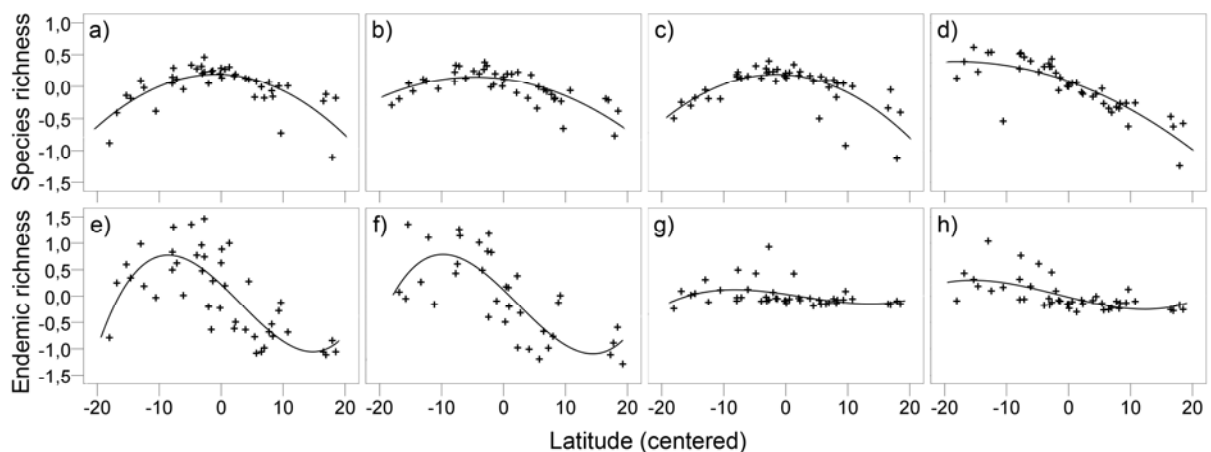 Species richness
1,0
0,5
0,0
-0,5
-1,0
-1,5
a)
b)
c)
d)
Endemic richness
1,5
1,0
0,5
0,0
-0,5
-1,0
-1,5
e)
f)
g)
h)
-20 -10 0 10 20
-20 -10 0 10 20
-20 -10 0 10 20
-20 -10 0 10 20
Latitude (centered)